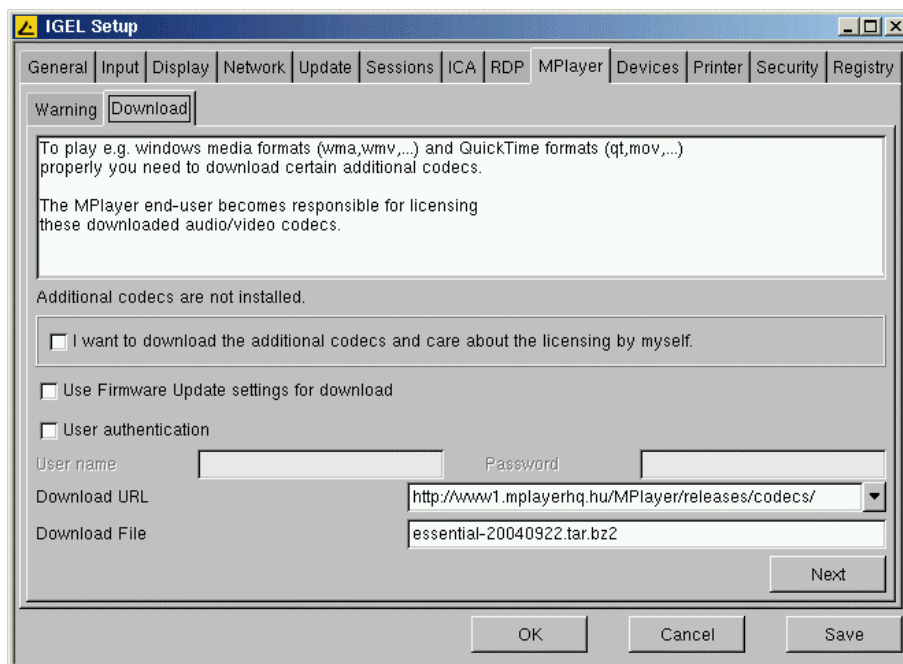 IGEL Setup
General Input Display Network Update Sessions ICA RDP MPlayer Devices Printer Security Registry
Warning Download
To play e.g. windows media formats (wma,wmv,...) and QuickTime formats (qt,mov,...)
properly you need to download certain additional codecs.
The MPlayer end-user becomes responsible for licensing
these downloaded audio/video codecs.
Additional codecs are not installed.
I want to download the additional codecs and care about the licensing by myself.
Use Firmware Update settings for download
User authentication
User name Password
Download URL http://www1.mplayerhq.hu/MPlayer/releases/codecs/
Download File essential-20040922.tar.bz2
Next
OK Cancel Save